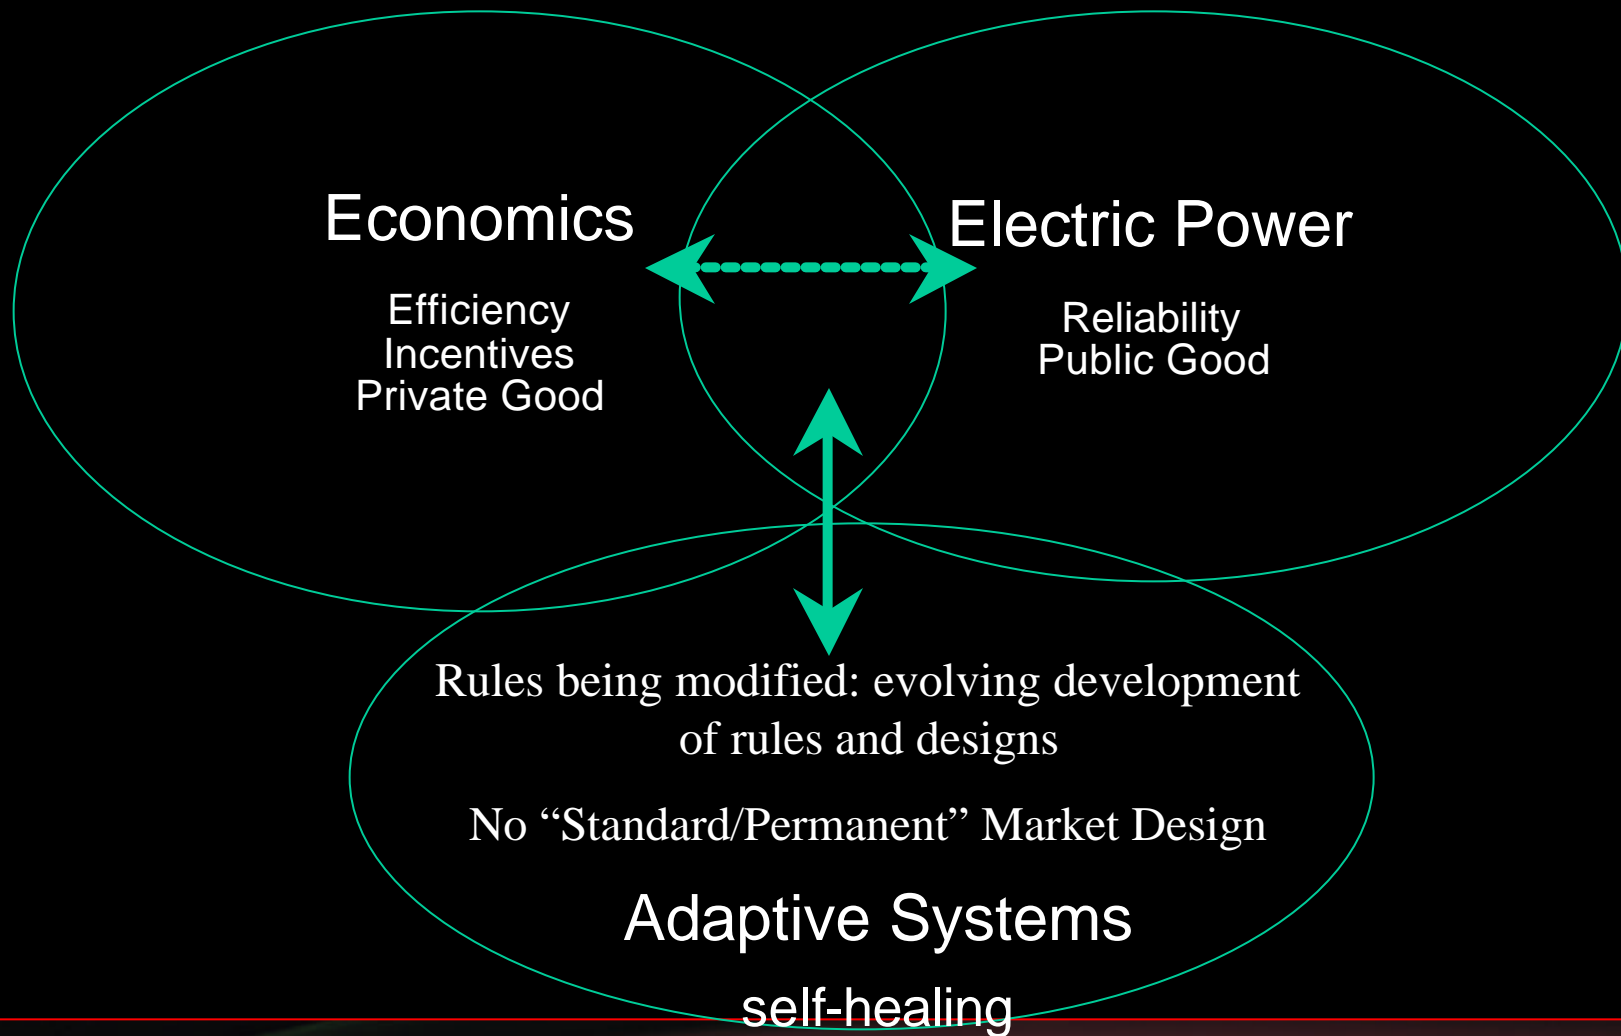 Economics
Efficiency
Incentives
Private Good
Electric Power
Reliability
Public Good
Rules being modified: evolving development
of rules and designs
No “Standard/Permanent” Market Design
Adaptive Systems
self-healing